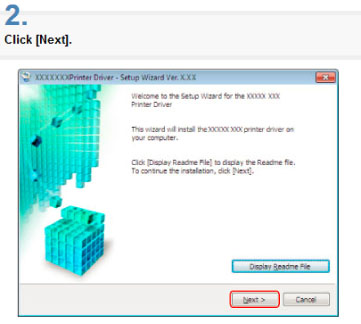 2.
Click [Next].
XXXXXXXPrinter Driver - Setup Wizard Ver. X.XX
Welcome to the Setup Wizard for the XXXXX XXX
Printer Driver
This wizard will install the XXXXX XXX printer driver on
your computer.
Click [Display Readme File] to display the Readme file.
To continue the installation, click [Next].
Display Readme File
Next >
Cancel